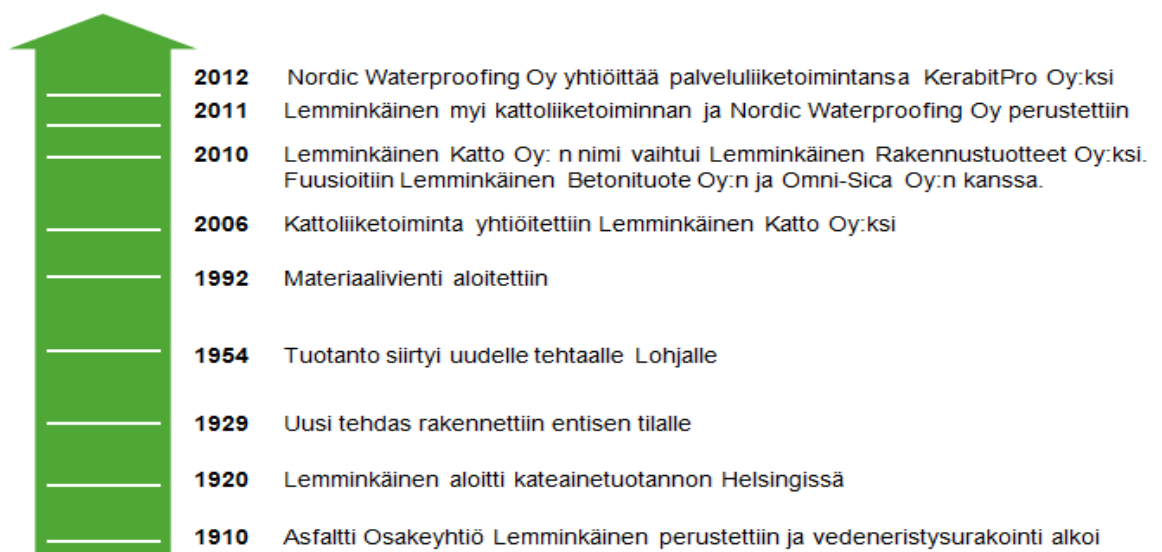 2012 Nordic Waterproofing Oy yhtiöittää palveluliiketoimintansa KerabitPro Oy:ksi
2011 Lemminkäinen myi kattoliiketoiminnan ja Nordic Waterproofing Oy perustettiin
2010 Lemminkäinen Katto Oy: n nimi vaihtui Lemminkäinen Rakennustuotteet Oy:ksi.
Fuusioitiin Lemminkäinen Betonituote Oy:n ja Omni-Sica Oy:n kanssa.
2006 Kattoliiketoiminta yhtiöitettiin Lemminkäinen Katto Oy:ksi
1992 Materiaalivienti aloitettiin
1954 Tuotanto siirtyi uudelle tehtaalle Lohjalle
1929 Uusi tehdas rakennettiin entisen tilalle
1920 Lemminkäinen aloitti kateainetuotannon Helsingissä
1910 Asfaltti Osakeyhtiö Lemminkäinen perustettiin ja vedeneristysurakointi alkoi